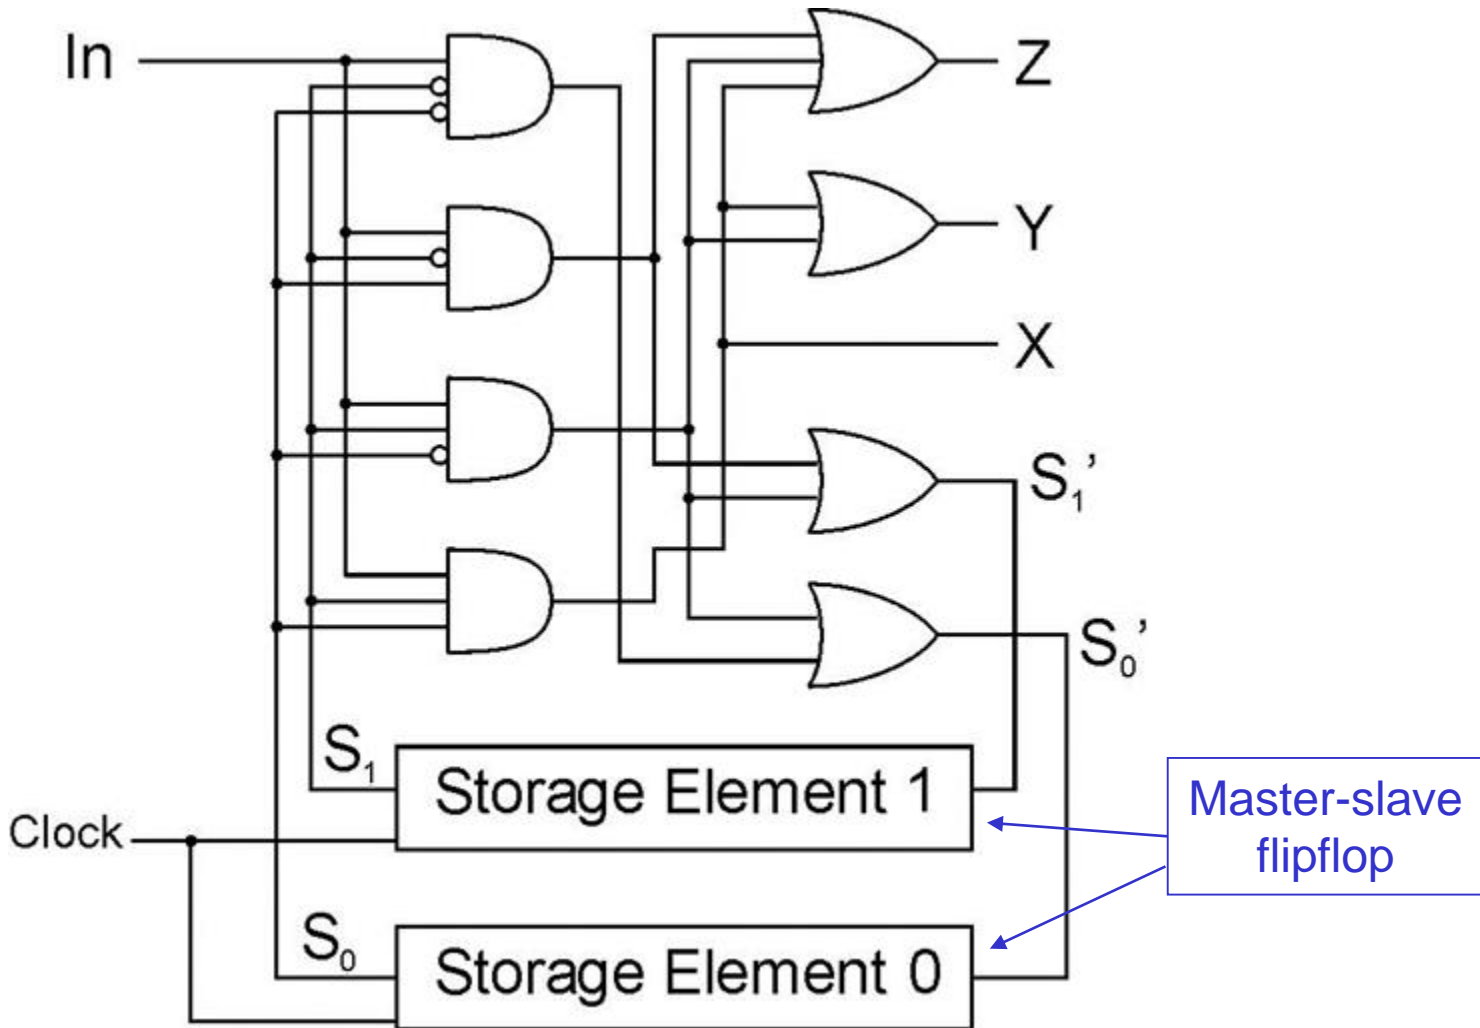 In
Z
Y
X
S₁’
S₀’
S₁
Storage Element 1
Clock
Master-slave
flipflop
S₀
Storage Element 0